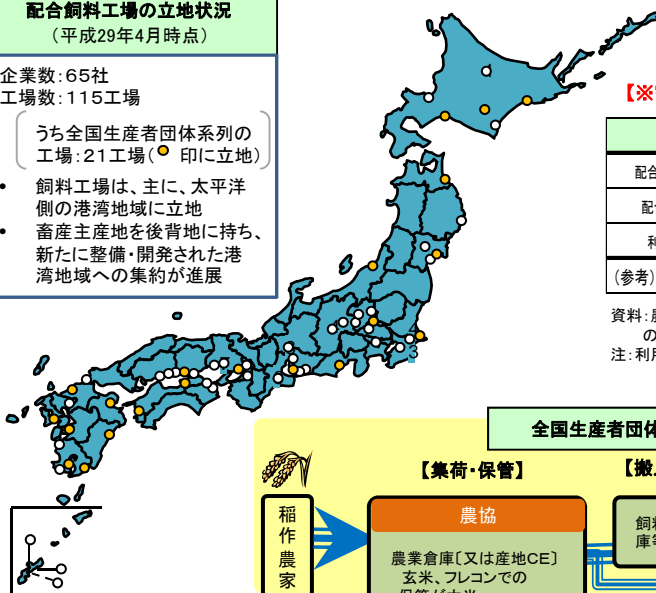 配合飼料工場の立地状況
（平成29年4月時点）
企業数：65社
工場数：115工場
うち全国生産者団体系列の
工場：21工場（ 印に立地）
• 飼料工場は、主に、太平洋
側の港湾地域に立地
• 畜産主産地を後背地に持ち、
新たに整備・開発された港
湾地域への集約が進展
3
【※
配合
配
利
（参考）
資料：農
の
注：利用
全国生産者団体
【集荷・保管】
【搬
稲
作
農
家
農協
農業倉庫〔又は産地CE〕
玄米、フレコンでの
保管が主米
飼料
庫等